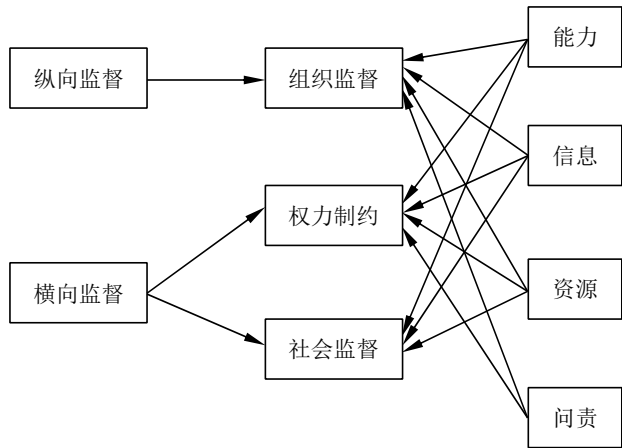 能力
纵向监督
组织监督
信息
权力制约
横向监督
资源
社会监督
问责